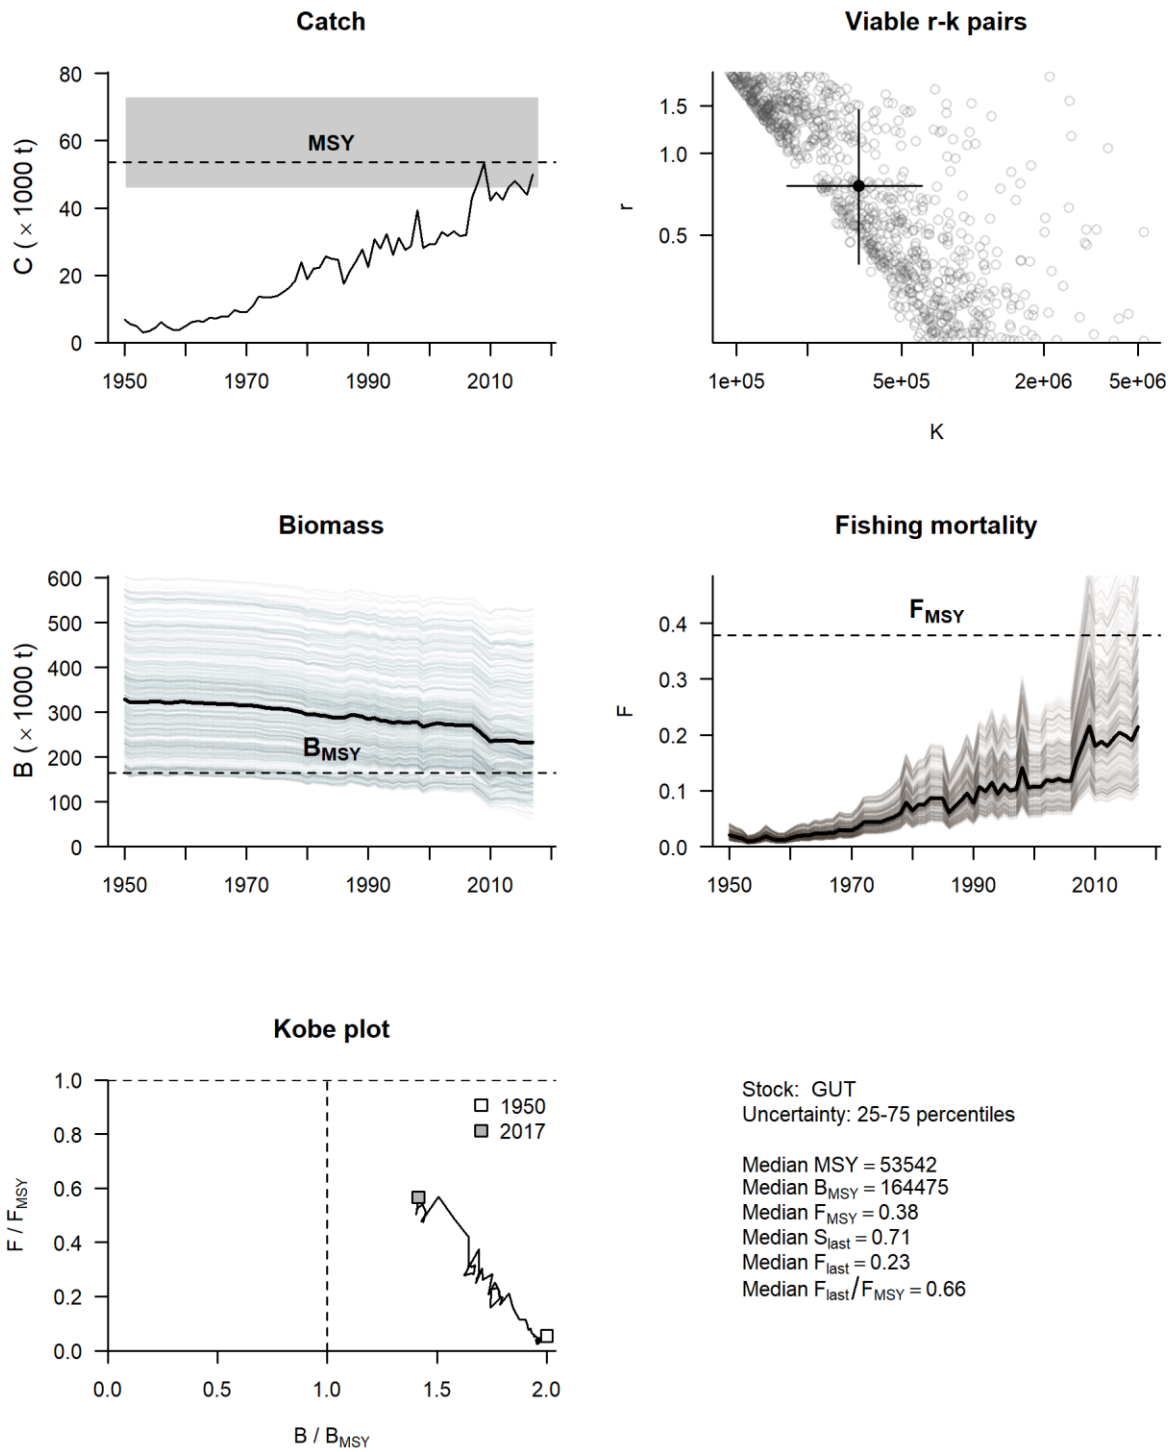 Catch
C ( × 1000 t)
80
60
40
20
0
MSY
1950 1970 1990 2010
Viable r-k pairs
r
1.5
1.0
0.5
1e+05 5e+05 2e+06 5e+06
K
Biomass
B ( × 1000 t)
600
500
400
300
200
100
0
BMSY
1950 1970 1990 2010
Fishing mortality
F
0.4
0.3
0.2
0.1
0.0
FMSY
1950 1970 1990 2010
Kobe plot
F / FMSY
1.0
0.8
0.6
0.4
0.2
0.0
1950
2017
0.0 0.5 1.0 1.5 2.0
B / BMSY
Stock: GUT
Uncertainty: 25-75 percentiles
Median MSY = 53542
Median BMSY = 164475
Median FMSY = 0.38
Median Slast = 0.71
Median Flast = 0.23
Median Flast/FMSY = 0.66